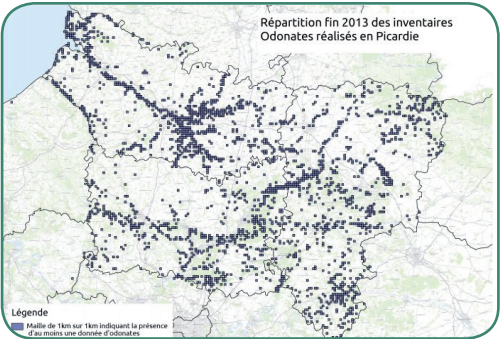 Répartition fin 2013 des inventaires
Odonates réalisés en Picardie
Légende
Maille de 1km sur 1km indiquant la présence
d'au moins une donnée d'odonates